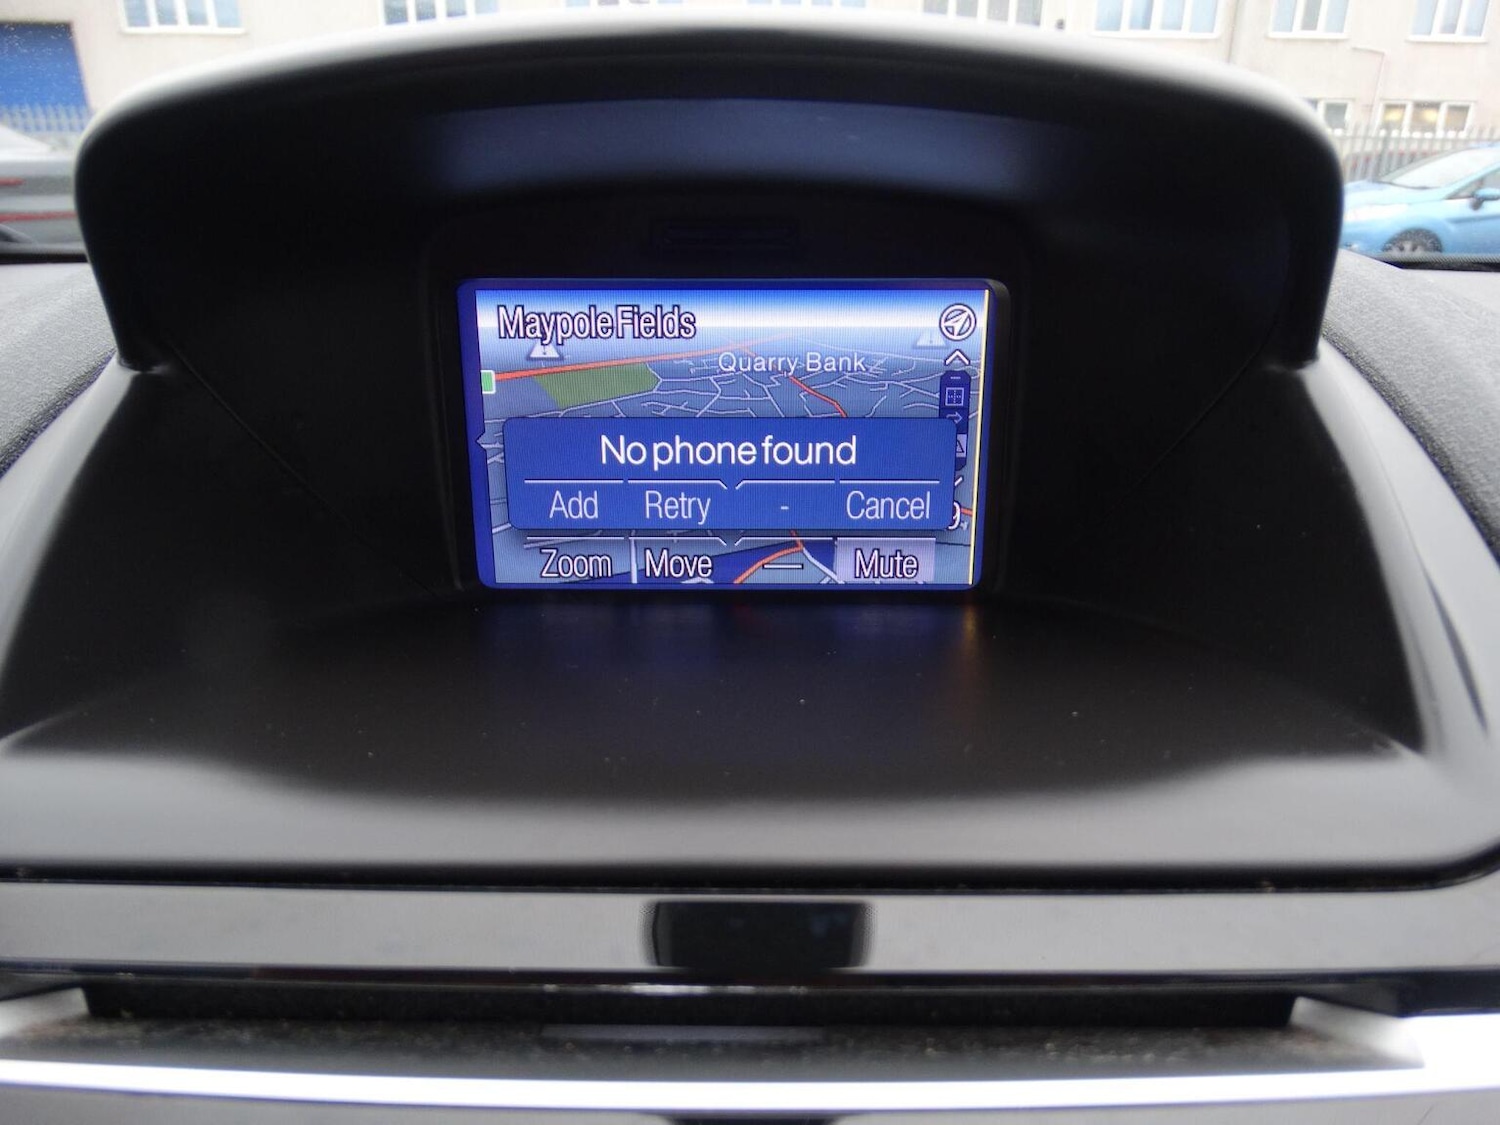 Maypole Fields
Quarry Bank
No phone found
Add Retry - Cancel
Zoom Move — Mute